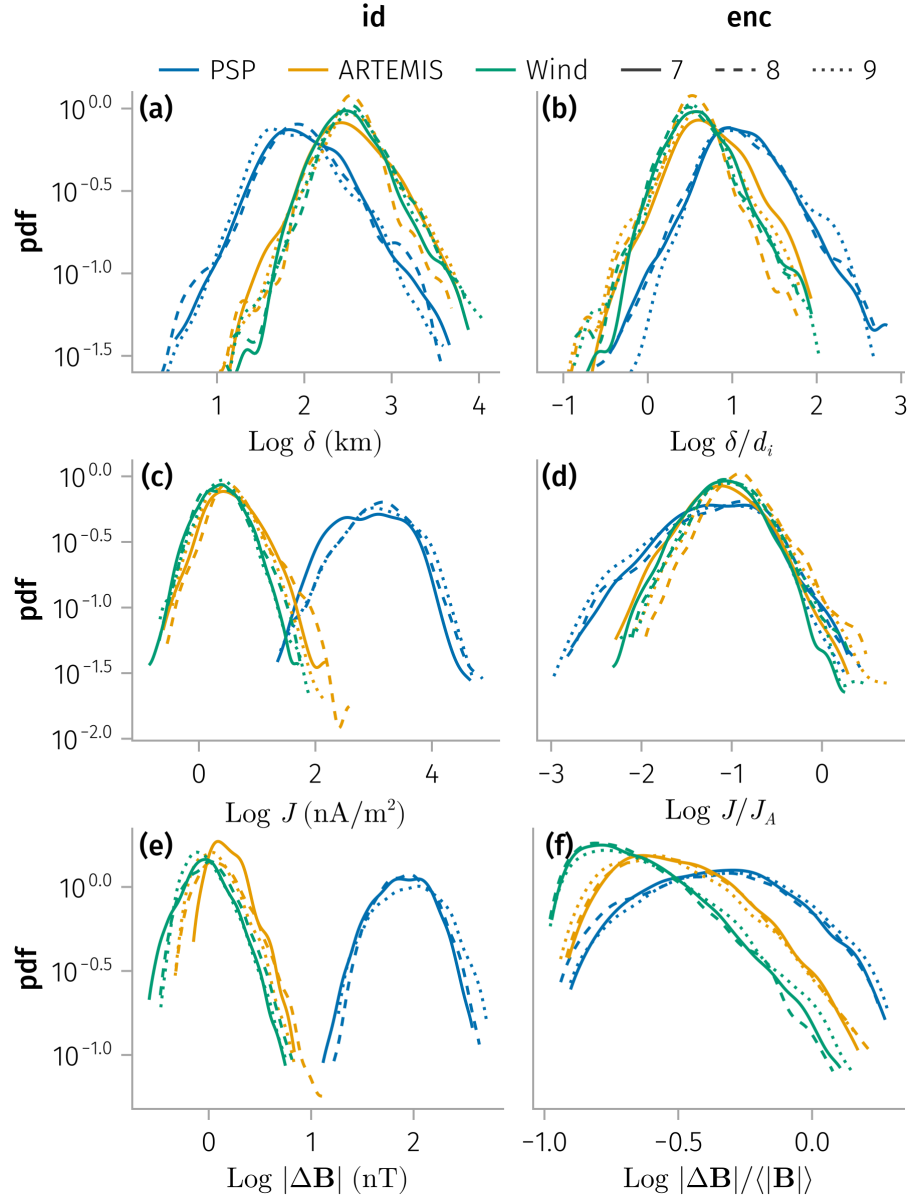 id enc
PSP ARTEMIS Wind 7 8 9
(a) (b)
pdf
10^0.0
10^−0.5
10^−1.0
10^−1.5
1 2 3 4
−1 0 1 2 3
Log δ (km) Log δ/d_i
(c) (d)
pdf
10^0.0
10^−0.5
10^−1.0
10^−1.5
10^−2.0
0 2 4
−3 −2 −1 0
Log J (nA/m²) Log J/J_A
(e) (f)
pdf
10^0.0
10^−0.5
10^−1.0
0 1 2
−1.0 −0.5 0.0
Log |ΔB| (nT) Log |ΔB|/⟨|B|⟩